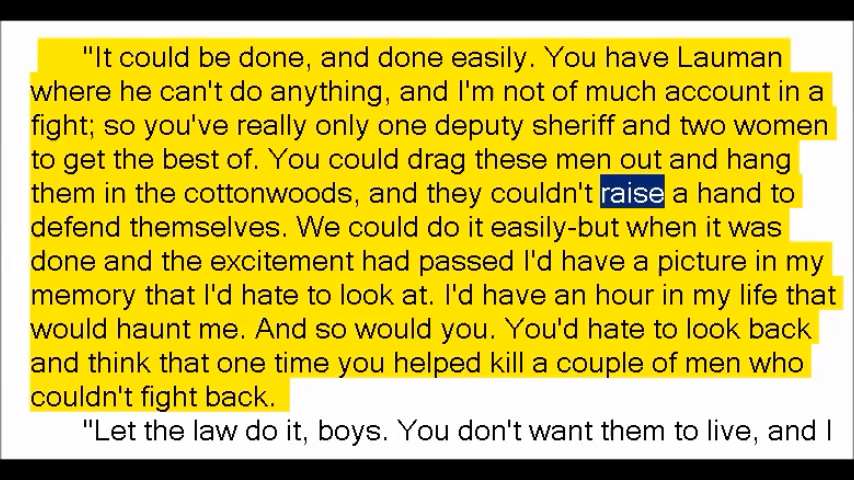 "It could be done, and done easily. You have Lauman
where he can't do anything, and I'm not of much account in a
fight; so you've really only one deputy sheriff and two women
to get the best of. You could drag these men out and hang
them in the cottonwoods, and they couldn't raise a hand to
defend themselves. We could do it easily-but when it was
done and the excitement had passed I'd have a picture in my
memory that I'd hate to look at. I'd have an hour in my life that
would haunt me. And so would you. You'd hate to look back
and think that one time you helped kill a couple of men who
couldn't fight back.
"Let the law do it, boys. You don't want them to live, and I